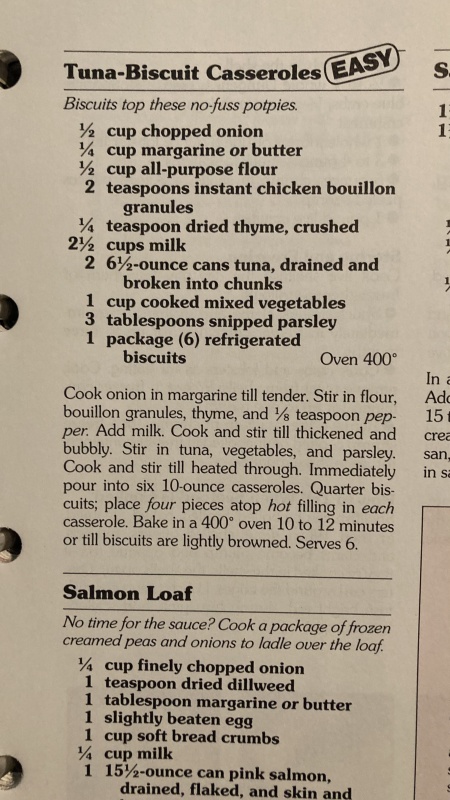 Tuna-Biscuit Casseroles EASY
Biscuits top these no-fuss potpies.
½ cup chopped onion
¼ cup margarine or butter
½ cup all-purpose flour
2 teaspoons instant chicken bouillon
granules
¼ teaspoon dried thyme, crushed
2½ cups milk
2 6½-ounce cans tuna, drained and
broken into chunks
1 cup cooked mixed vegetables
3 tablespoons snipped parsley
1 package (6) refrigerated
biscuits Oven 400°
Cook onion in margarine till tender. Stir in flour,
bouillon granules, thyme, and ⅛ teaspoon pep-
per. Add milk. Cook and stir till thickened and
bubbly. Stir in tuna, vegetables, and parsley.
Cook and stir till heated through. Immediately
pour into six 10-ounce casseroles. Quarter bis-
cuits; place four pieces atop hot filling in each
casserole. Bake in a 400° oven 10 to 12 minutes
or till biscuits are lightly browned. Serves 6.
Salmon Loaf
No time for the sauce? Cook a package of frozen
creamed peas and onions to ladle over the loaf.
¼ cup finely chopped onion
1 teaspoon dried dillweed
1 tablespoon margarine or butter
1 slightly beaten egg
1 cup soft bread crumbs
¼ cup milk
1 15½-ounce can pink salmon,
drained, flaked, and skin and
In
15
in